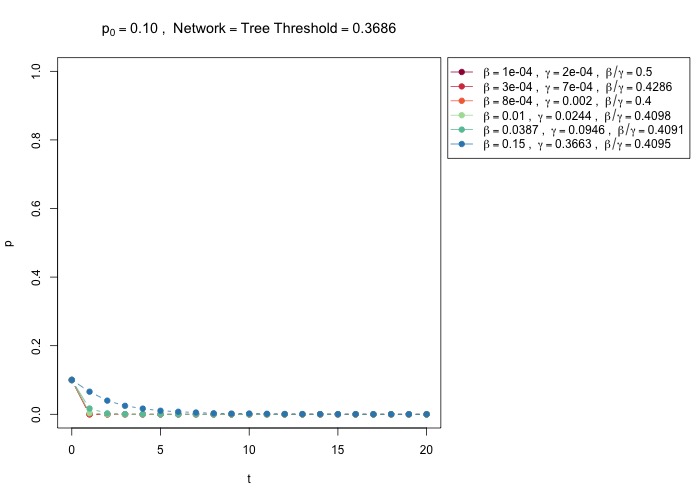 p₀ = 0.10 , Network = Tree Threshold = 0.3686
β = 1e-04 , γ = 2e-04 , β/γ = 0.5
β = 3e-04 , γ = 7e-04 , β/γ = 0.4286
β = 8e-04 , γ = 0.002 , β/γ = 0.4
β = 0.01 , γ = 0.0244 , β/γ = 0.4098
β = 0.0387 , γ = 0.0946 , β/γ = 0.4091
β = 0.15 , γ = 0.3663 , β/γ = 0.4095
1.0
0.8
0.6
p
0.4
0.2
0.0
0 5 10 15 20
t